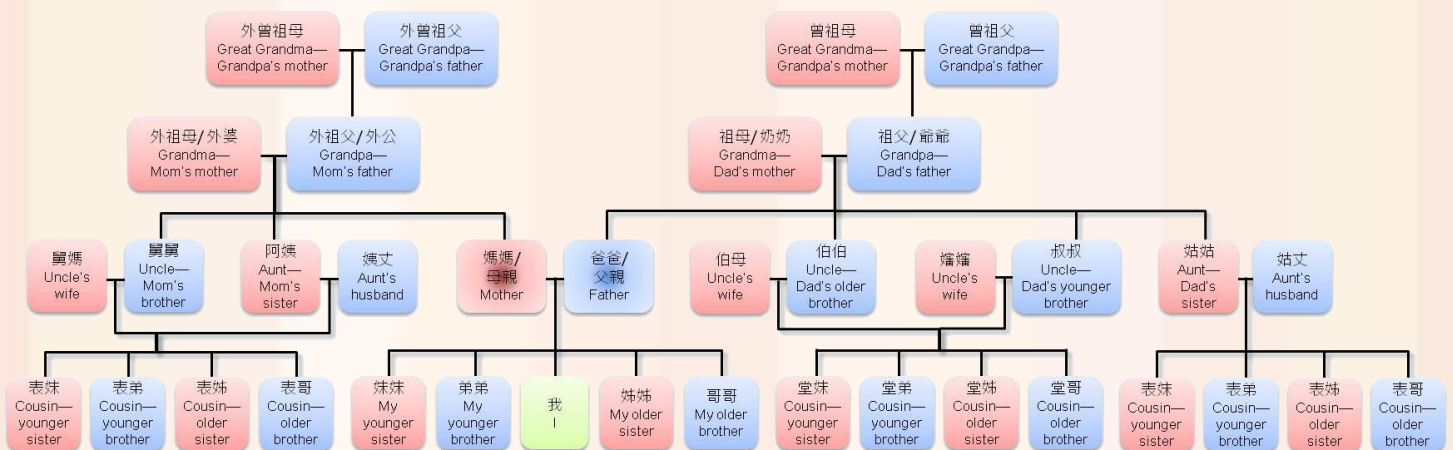 外曾祖母
Great Grandma—
Grandpa's mother
外曾祖父
Great Grandpa—
Grandpa's father
曾祖母
Great Grandma—
Grandpa's mother
曾祖父
Great Grandpa—
Grandpa's father
外祖母/外婆
Grandma—
Mom's mother
外祖父/外公
Grandpa—
Mom's father
祖母/奶奶
Grandma—
Dad's mother
祖父/爺爺
Grandpa—
Dad's father
舅媽
Uncle's
wife
舅舅
Uncle—
Mom's
brother
阿姨
Aunt—
Mom's
sister
姨丈
Aunt's
husband
媽媽/
母親
Mother
爸爸/
父親
Father
伯母
Uncle's
wife
伯伯
Uncle—
Dad's older
brother
嬸嬸
Uncle's
wife
叔叔
Uncle—
Dad's younger
brother
姑姑
Aunt—
Dad's
sister
姑丈
Aunt's
husband
表妹
Cousin—
younger
sister
表弟
Cousin—
younger
brother
表姊
Cousin—
older
sister
表哥
Cousin—
older
brother
妹妹
My
younger
sister
弟弟
My
younger
brother
我
I
姊姊
My older
sister
哥哥
My older
brother
堂妹
Cousin—
younger
sister
堂弟
Cousin—
younger
brother
堂姊
Cousin—
older
sister
堂哥
Cousin—
older
brother
表妹
Cousin—
younger
sister
表弟
Cousin—
younger
brother
表姊
Cousin—
older
sister
表哥
Cousin—
older
brother